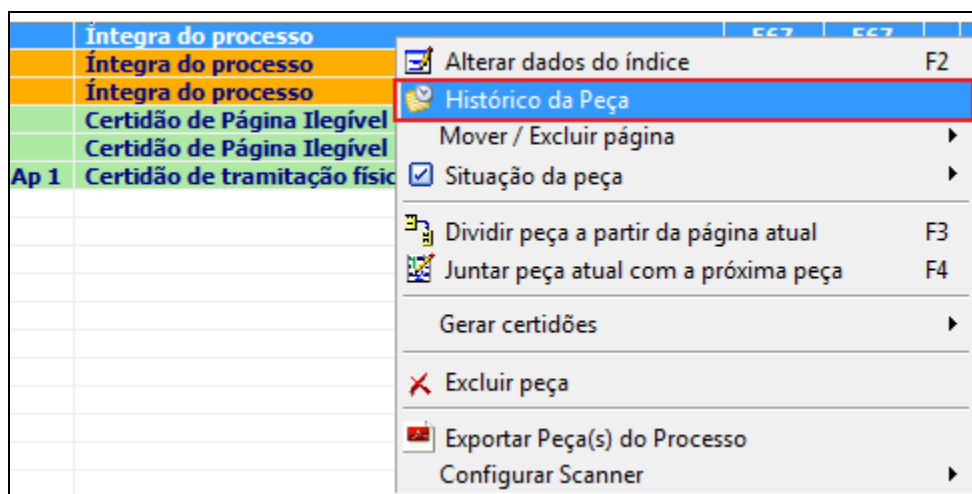 Íntegra do processo 567 567
Íntegra do processo
Íntegra do processo
Certidão de Página Ilegível
Certidão de Página Ilegível
Ap 1 Certidão de tramitação físic
Alterar dados do índice F2
Histórico da Peça
Mover / Excluir página
Situação da peça
Dividir peça a partir da página atual F3
Juntar peça atual com a próxima peça F4
Gerar certidões
Excluir peça
Exportar Peça(s) do Processo
Configurar Scanner